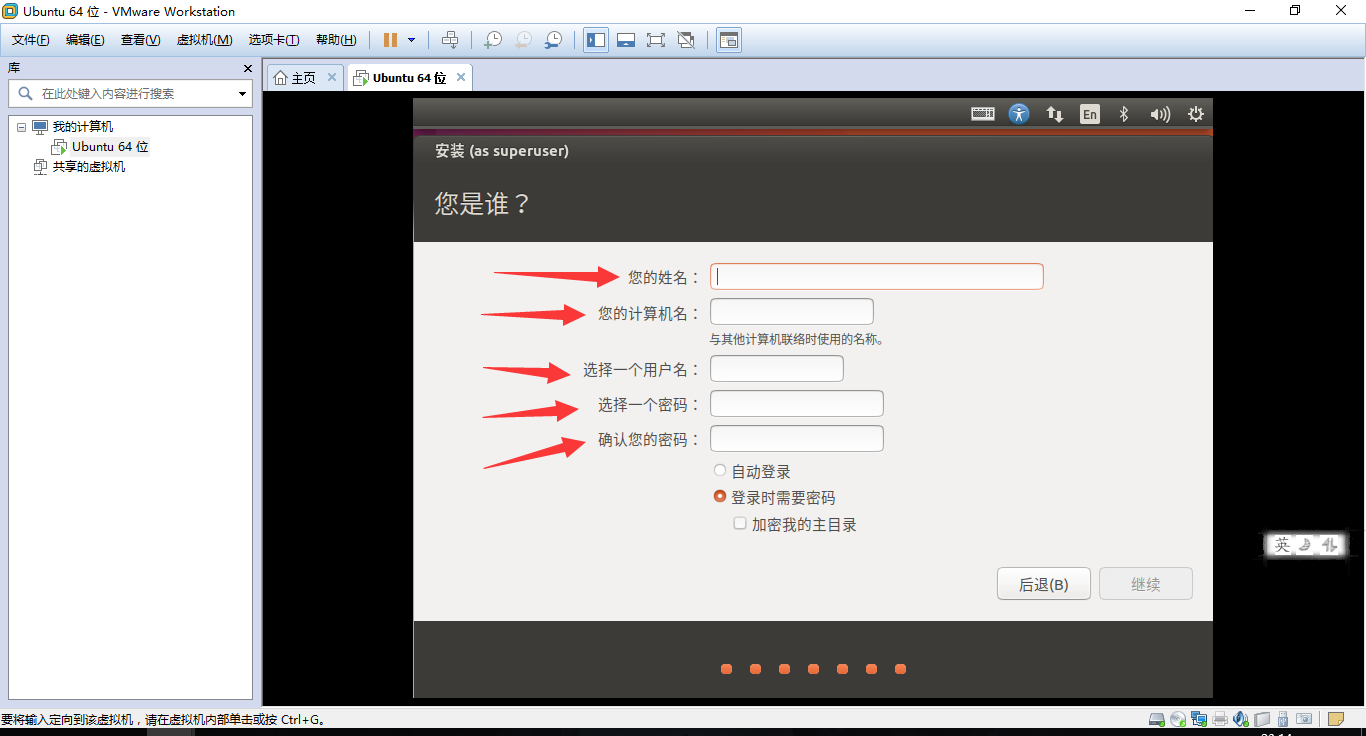 Ubuntu 64 位 - VMware Workstation
文件(F) 编辑(E) 查看(V) 虚拟机(M) 选项卡(T) 帮助(H)
库
主页
Ubuntu 64 位
在此处键入内容进行搜索
我的计算机
Ubuntu 64 位
共享的虚拟机
En
安装 (as superuser)
您是谁？
您的姓名：
您的计算机名：
与其他计算机联络时使用的名称。
选择一个用户名：
选择一个密码：
确认您的密码：
自动登录
登录时需要密码
加密我的主目录
英
后退(B) 继续
要将输入定向到该虚拟机，请在虚拟机内部单击或按 Ctrl+G。